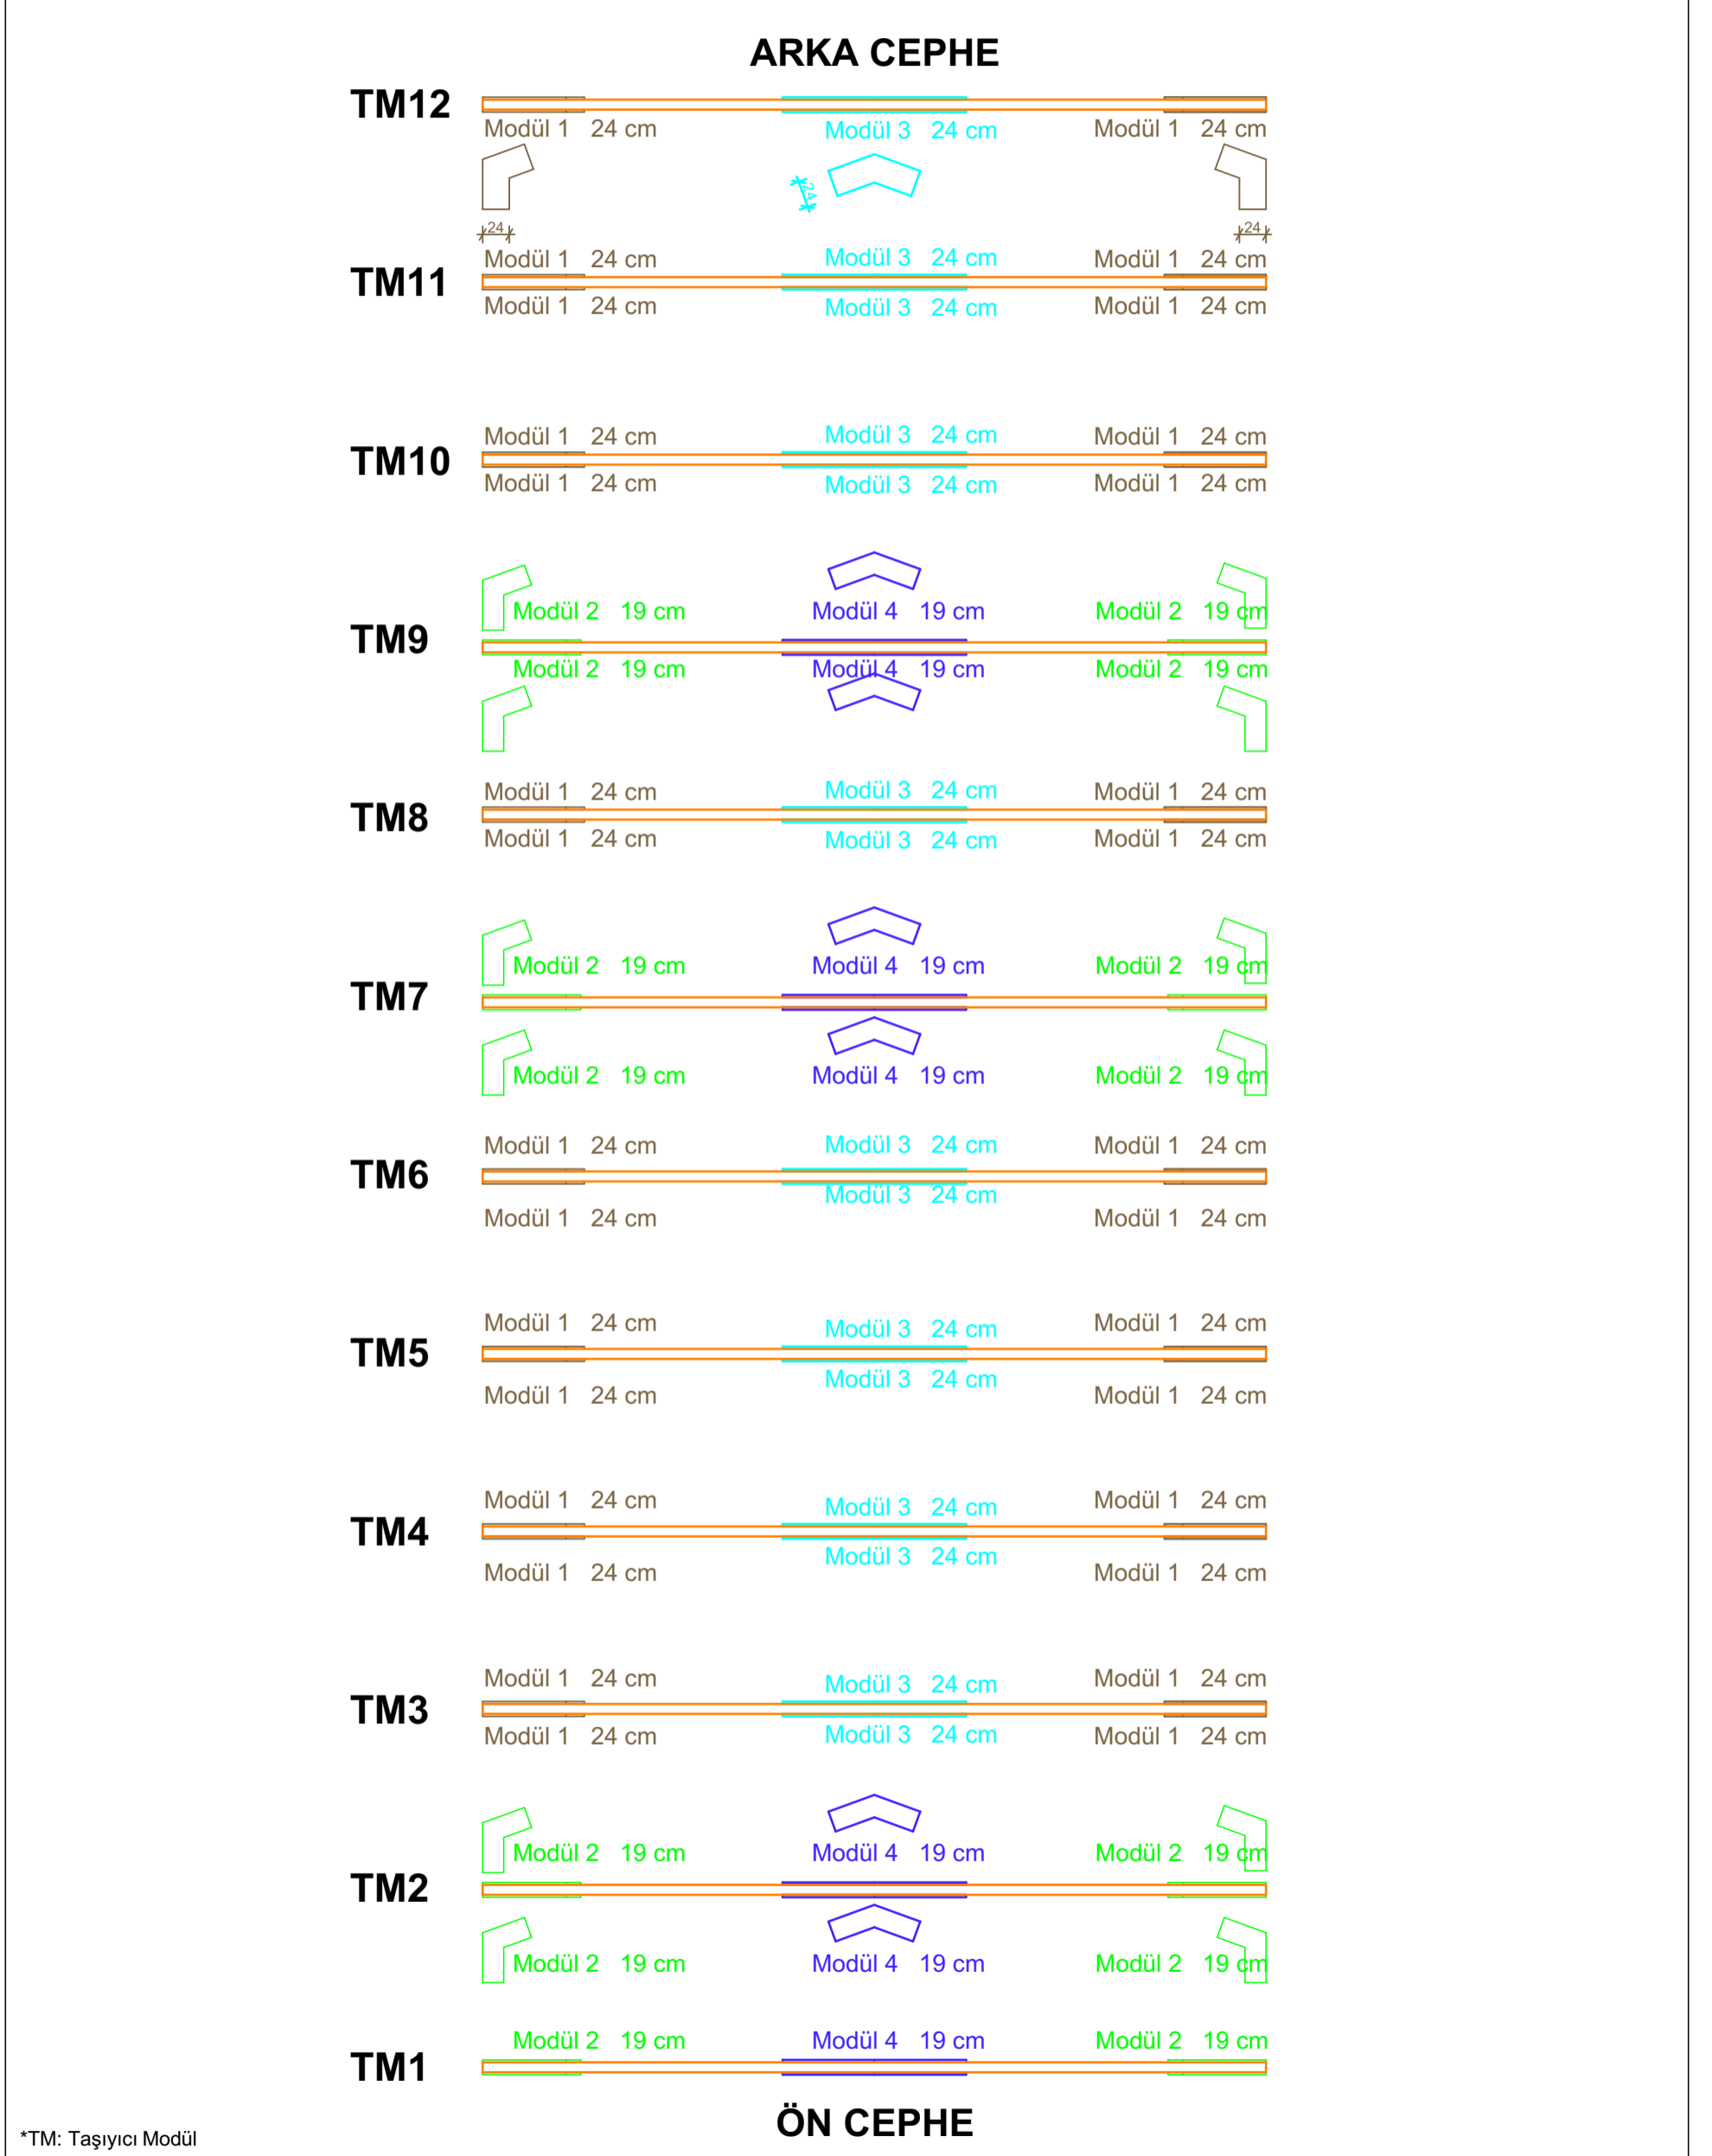 ARKA CEPHE
TM12
Modül 1 24 cm Modül 3 24 cm Modül 1 24 cm
24
24 24
Modül 1 24 cm Modül 3 24 cm Modül 1 24 cm
TM11
Modül 1 24 cm Modül 3 24 cm Modül 1 24 cm
Modül 1 24 cm Modül 3 24 cm Modül 1 24 cm
TM10
Modül 1 24 cm Modül 3 24 cm Modül 1 24 cm
Modül 2 19 cm Modül 4 19 cm Modül 2 19 cm
TM9
Modül 2 19 cm Modül 4 19 cm Modül 2 19 cm
Modül 1 24 cm Modül 3 24 cm Modül 1 24 cm
TM8
Modül 1 24 cm Modül 3 24 cm Modül 1 24 cm
Modül 2 19 cm Modül 4 19 cm Modül 2 19 cm
TM7
Modül 2 19 cm Modül 4 19 cm Modül 2 19 cm
Modül 1 24 cm Modül 3 24 cm Modül 1 24 cm
TM6
Modül 3 24 cm
Modül 1 24 cm Modül 1 24 cm
Modül 1 24 cm Modül 3 24 cm Modül 1 24 cm
TM5
Modül 3 24 cm
Modül 1 24 cm Modül 1 24 cm
Modül 1 24 cm Modül 3 24 cm Modül 1 24 cm
TM4
Modül 3 24 cm
Modül 1 24 cm Modül 1 24 cm
Modül 1 24 cm Modül 3 24 cm Modül 1 24 cm
TM3
Modül 1 24 cm Modül 3 24 cm Modül 1 24 cm
Modül 2 19 cm Modül 4 19 cm Modül 2 19 cm
TM2
Modül 2 19 cm Modül 4 19 cm Modül 2 19 cm
Modül 2 19 cm Modül 4 19 cm Modül 2 19 cm
TM1
ÖN CEPHE
*TM: Taşıyıcı Modül